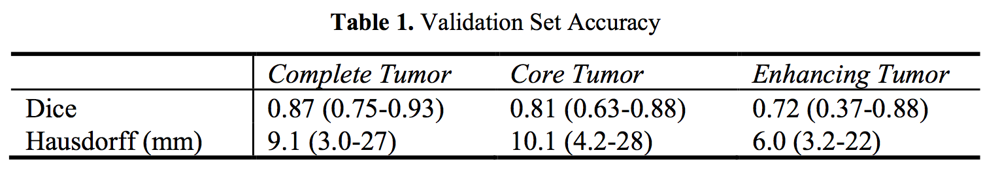 Table 1. Validation Set Accuracy
Complete Tumor Core Tumor Enhancing Tumor
Dice 0.87 (0.75-0.93) 0.81 (0.63-0.88) 0.72 (0.37-0.88)
Hausdorff (mm) 9.1 (3.0-27) 10.1 (4.2-28) 6.0 (3.2-22)